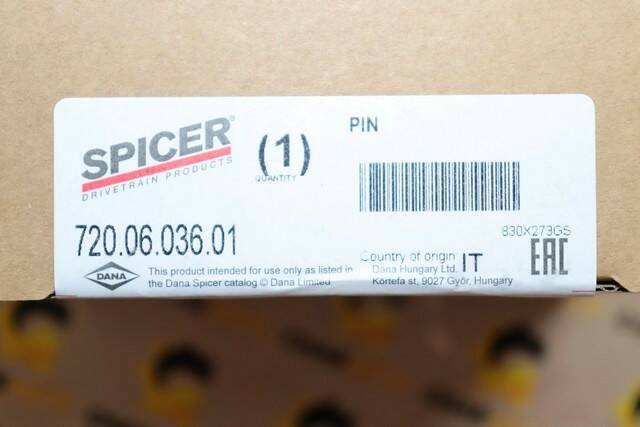 SPICER®
DRIVETRAIN PRODUCTS
(1)
QUANTITY
PIN
720.06.036.01
830X273GS
DANA
This product intended for use only as listed in
the Dana Spicer catalog © Dana Limited
Country of origin IT
Dana Hungary Ltd.
Kortefa st, 9027 Győr, Hungary
EAC